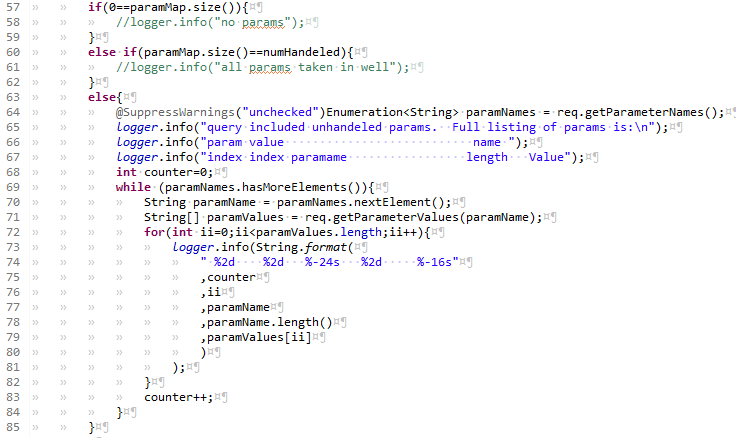 57 if(0==paramMap.size()){
58 //logger.info("no params");
59 }
60 else if(paramMap.size()==numHandeled){
61 //logger.info("all params taken in well");
62 }
63 else{
64 @SuppressWarnings("unchecked")Enumeration<String> paramNames = req.getParameterNames();
65 logger.info("query included unhandeled params.  Full listing of params is:\n");
66 logger.info("param value                             name ");
67 logger.info("index index paramame                  length   Value");
68 int counter=0;
69 while (paramNames.hasMoreElements()){
70 String paramName = paramNames.nextElement();
71 String[] paramValues = req.getParameterValues(paramName);
72 for(int ii=0;ii<paramValues.length;ii++){
73 logger.info(String.format(
74 " %2d    %2d   %-24s   %2d     %-16s"
75 ,counter
76 ,ii
77 ,paramName
78 ,paramName.length()
79 ,paramValues[ii]
80 )
81 );
82 }
83 counter++;
84 }
85 }